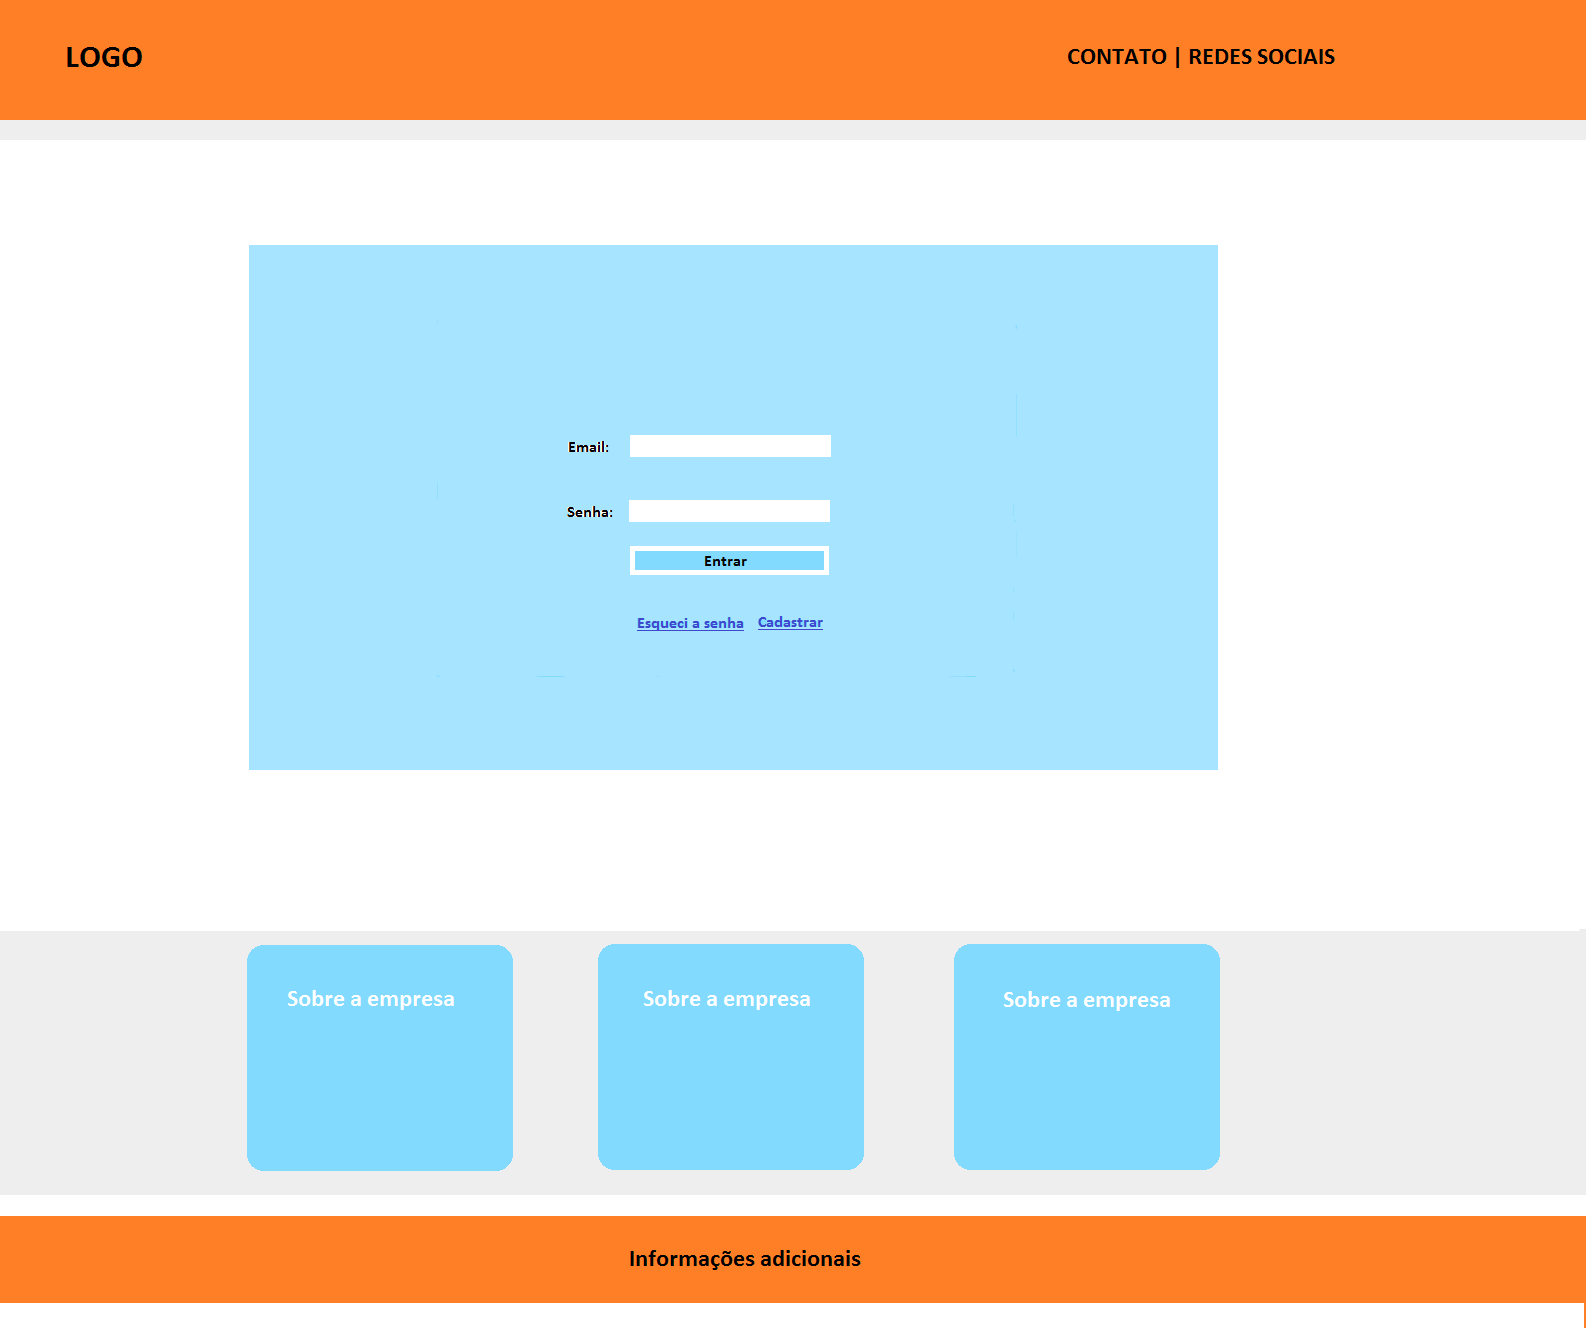 LOGO
CONTATO | REDES SOCIAIS
Email:
Senha:
Entrar
Esqueci a senha Cadastrar
Sobre a empresa
Sobre a empresa
Sobre a empresa
Informações adicionais